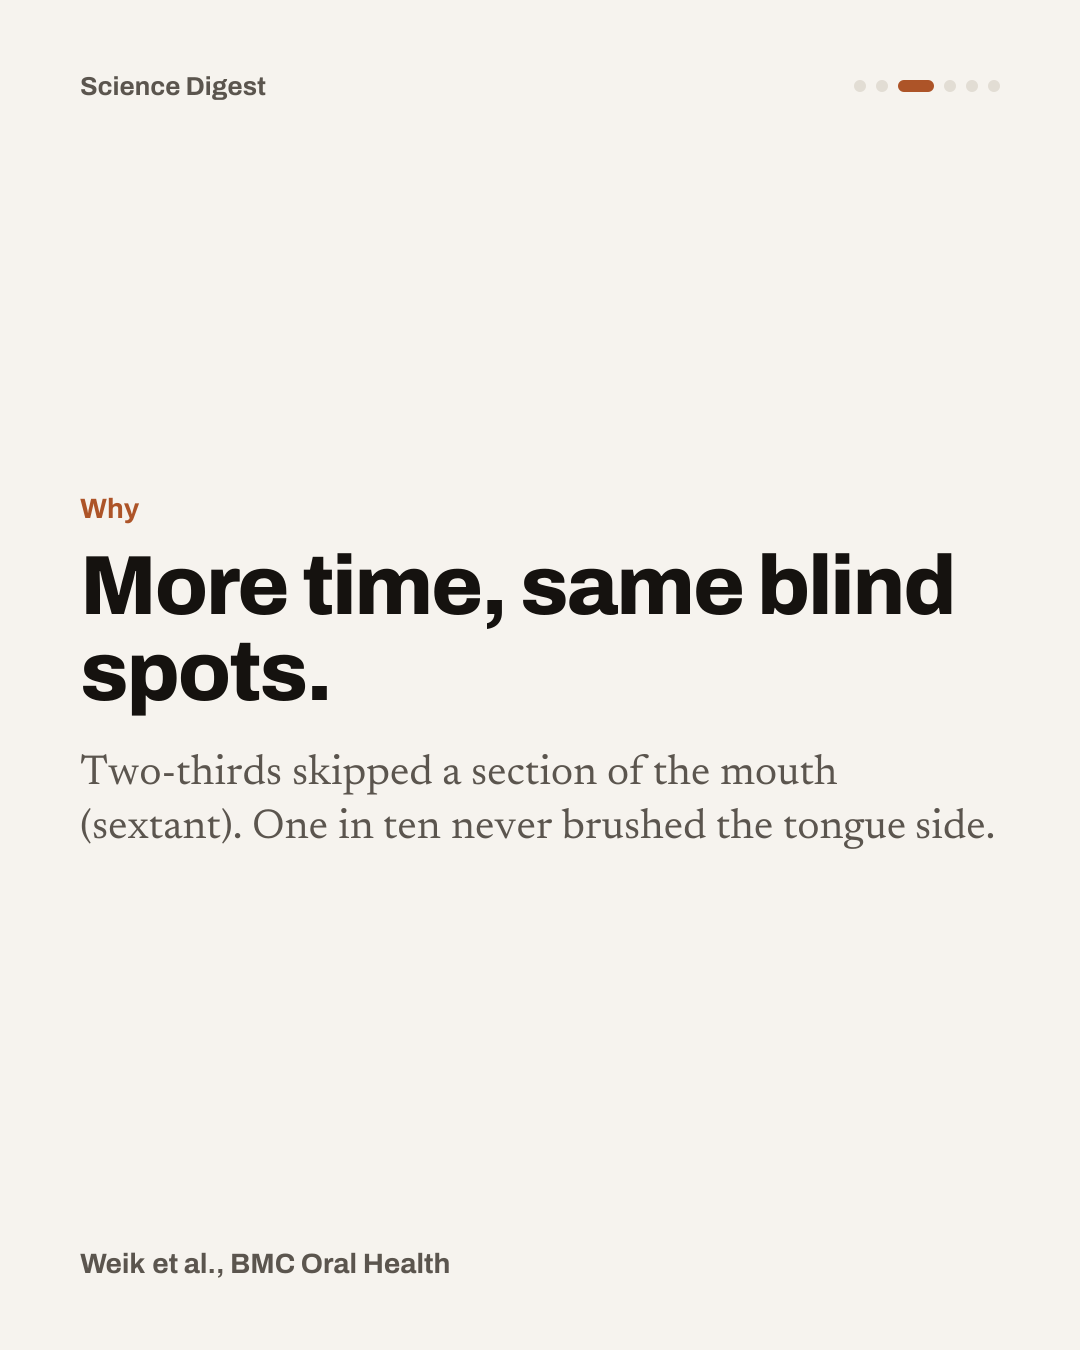 Science Digest
Why
More time, same blind
spots.
Two-thirds skipped a section of the mouth
(sextant). One in ten never brushed the tongue side.
Weik et al., BMC Oral Health